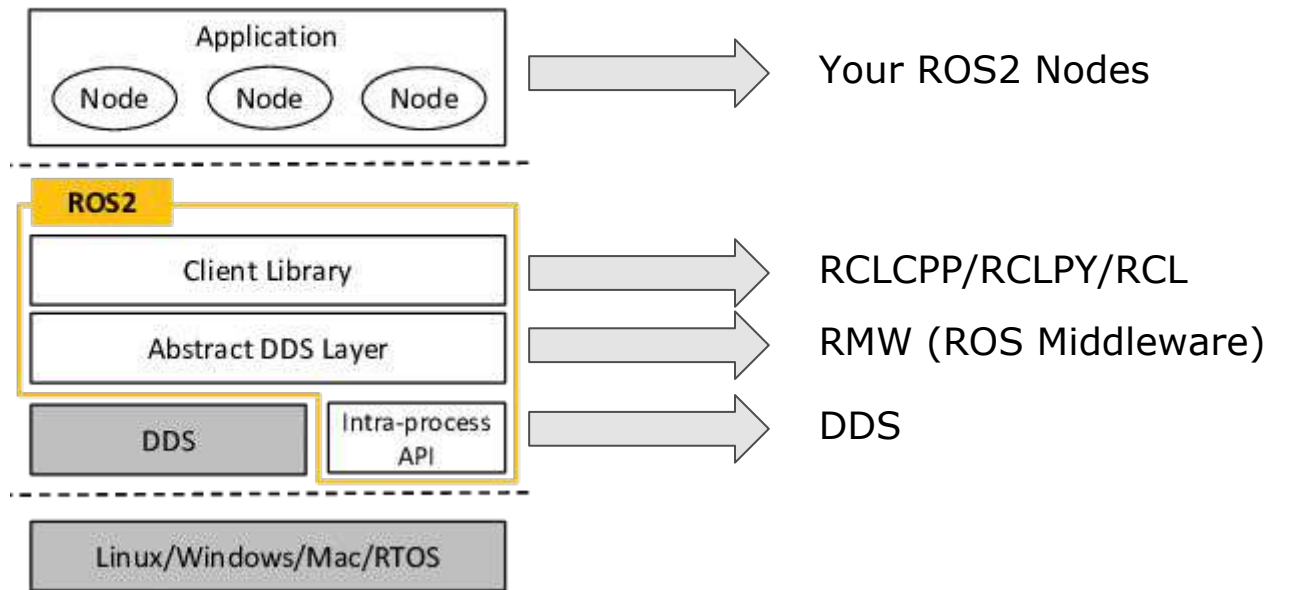 Application
Node Node Node
Your ROS2 Nodes
ROS2
Client Library
RCLCPP/RCLPY/RCL
Abstract DDS Layer
RMW (ROS Middleware)
DDS
Intra-process
API
DDS
Linux/Windows/Mac/RTOS